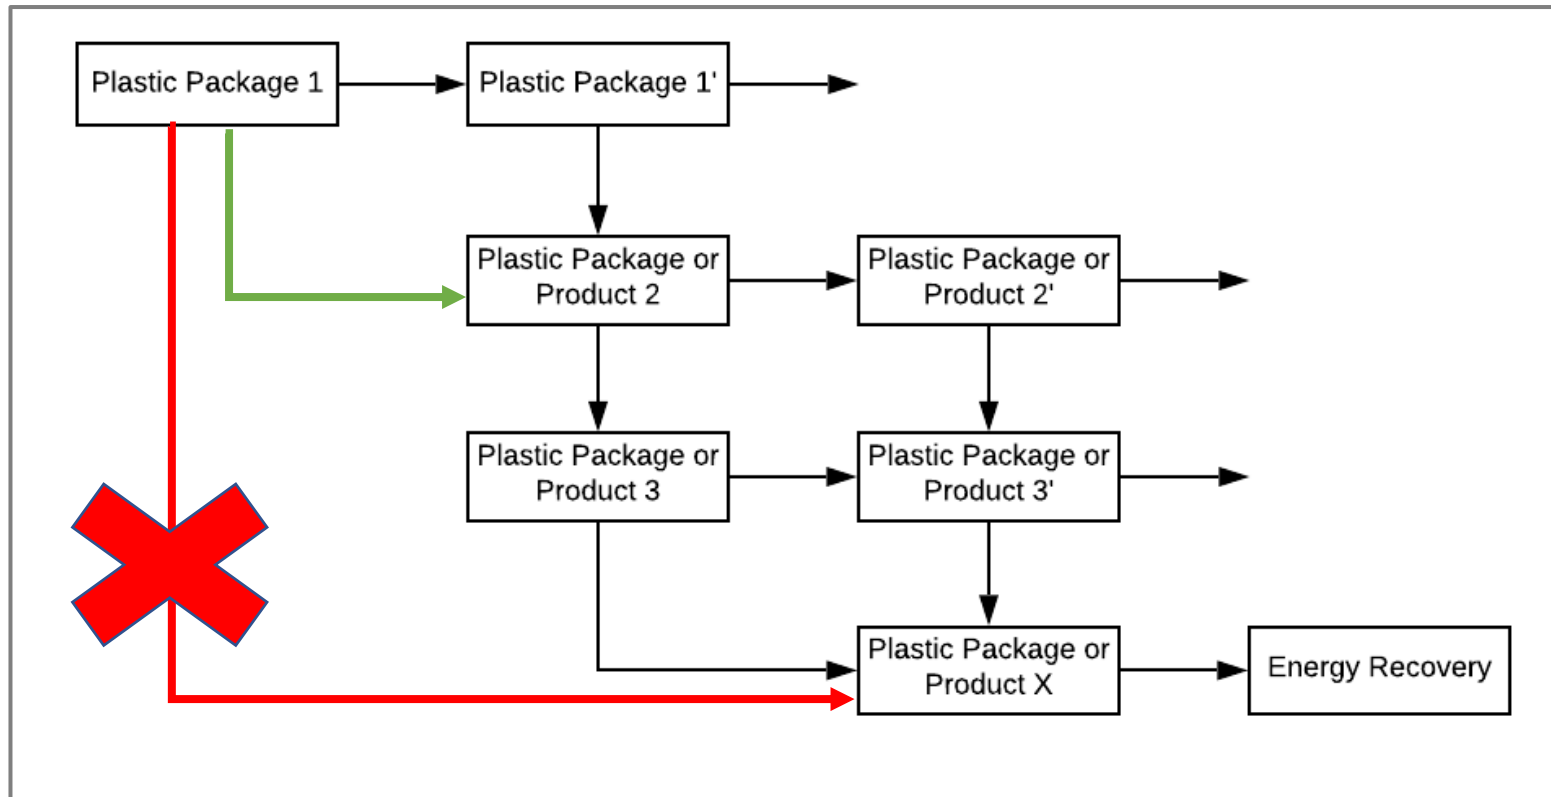 Plastic Package 1
Plastic Package 1'
Plastic Package or
Product 2
Plastic Package or
Product 2'
Plastic Package or
Product 3
Plastic Package or
Product 3'
Plastic Package or
Product X
Energy Recovery